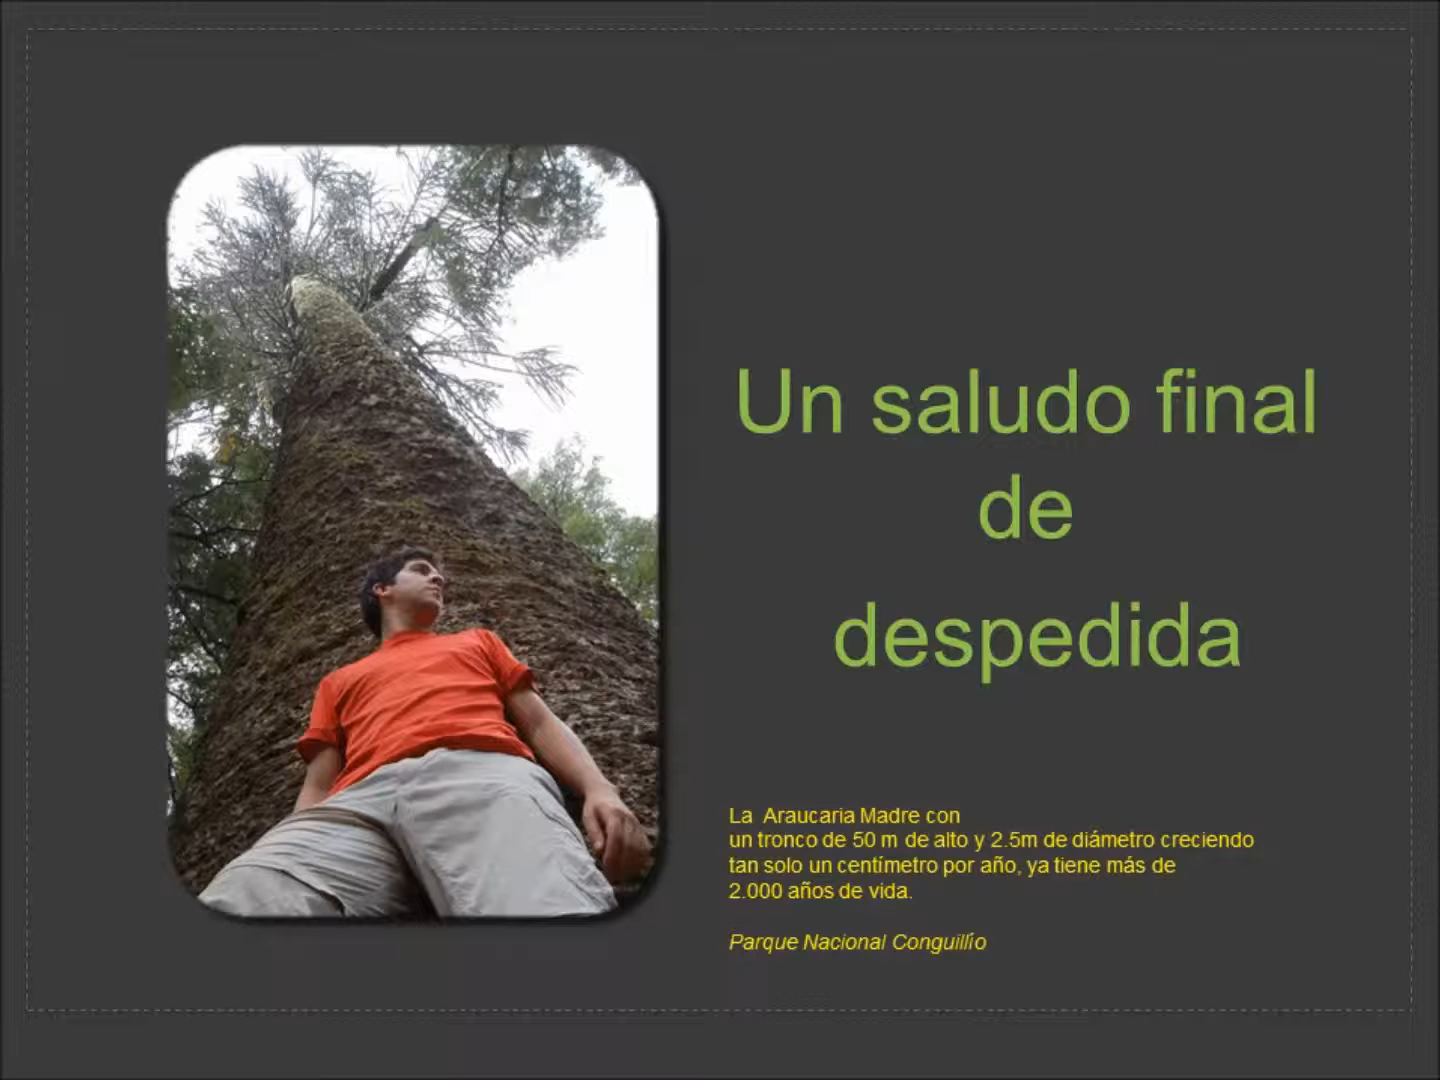 Un saludo final
de
despedida
La Araucaria Madre con
un tronco de 50 m de alto y 2.5m de diámetro creciendo
tan solo un centímetro por año, ya tiene más de
2.000 años de vida.
Parque Nacional Conguillío